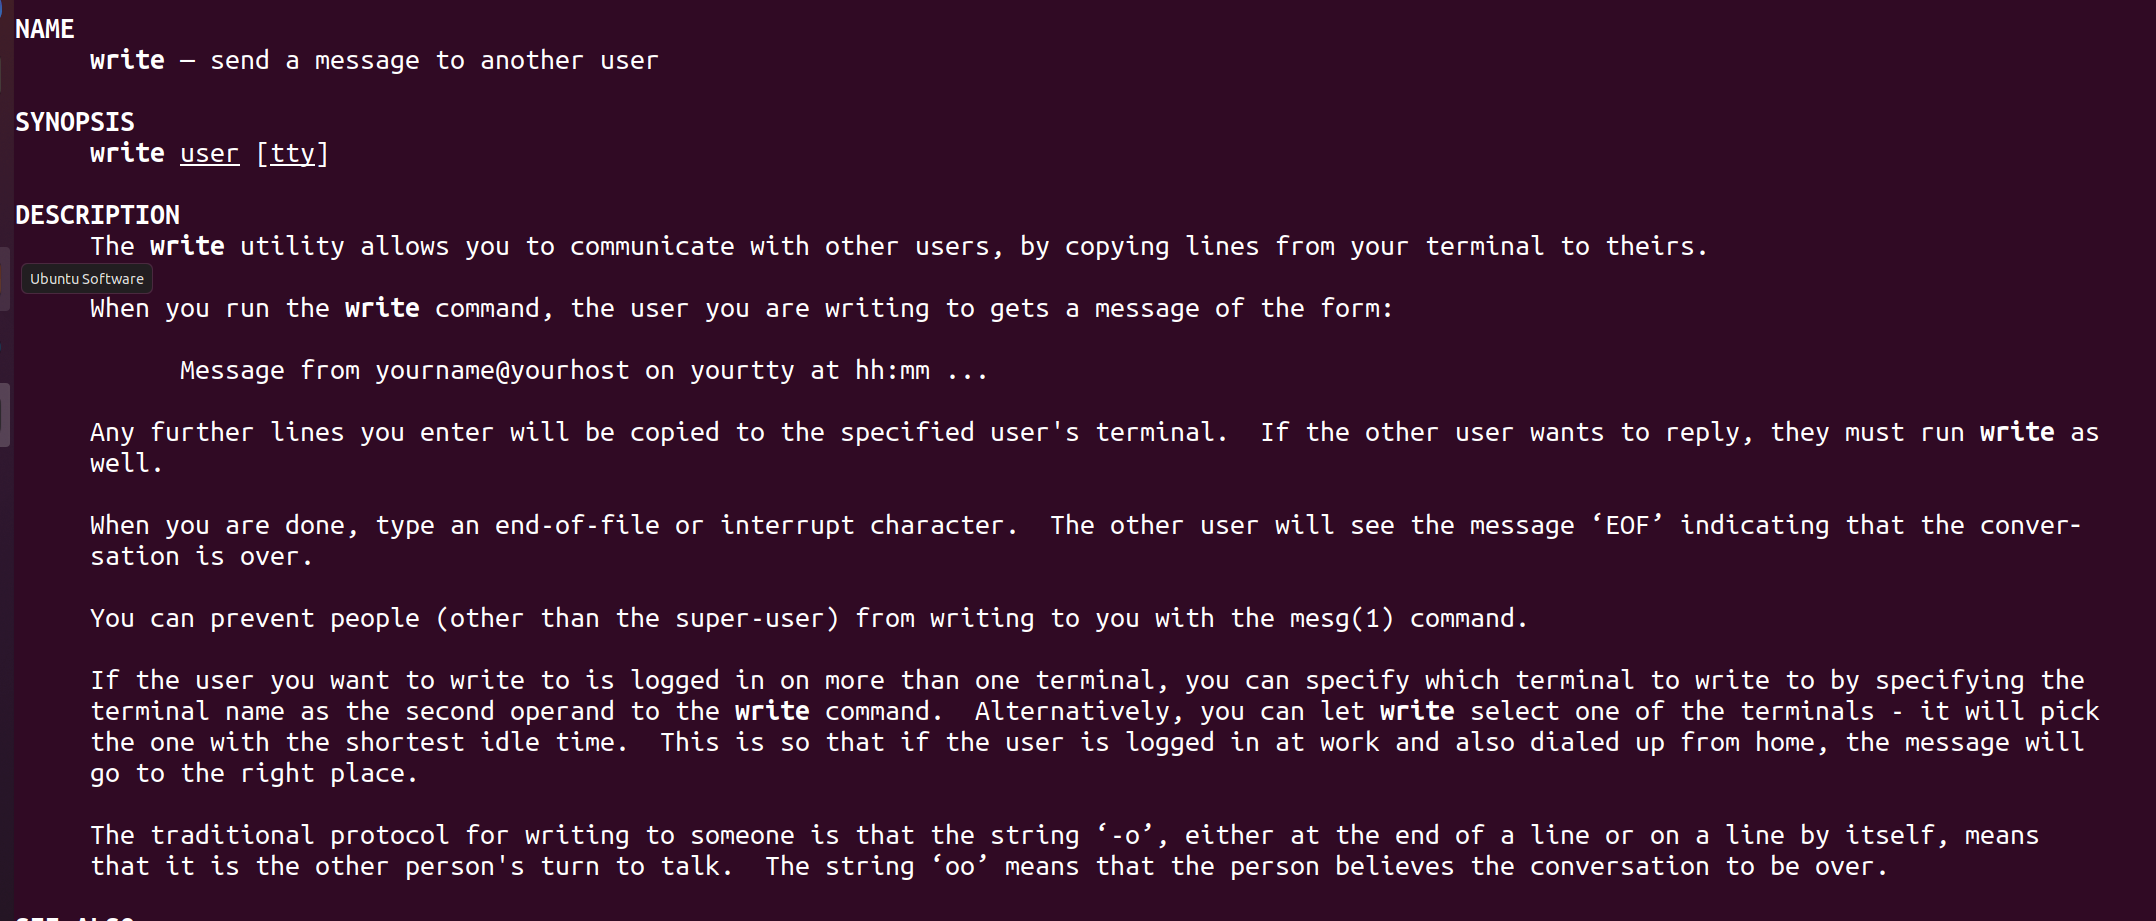 NAME
write — send a message to another user
SYNOPSIS
write user [tty]
DESCRIPTION
The write utility allows you to communicate with other users, by copying lines from your terminal to theirs.
Ubuntu Software
When you run the write command, the user you are writing to gets a message of the form:
Message from yourname@yourhost on yourtty at hh:mm ...
Any further lines you enter will be copied to the specified user's terminal.  If the other user wants to reply, they must run write as
well.
When you are done, type an end-of-file or interrupt character.  The other user will see the message ‘EOF’ indicating that the conver‐
sation is over.
You can prevent people (other than the super-user) from writing to you with the mesg(1) command.
If the user you want to write to is logged in on more than one terminal, you can specify which terminal to write to by specifying the
terminal name as the second operand to the write command.  Alternatively, you can let write select one of the terminals - it will pick
the one with the shortest idle time.  This is so that if the user is logged in at work and also dialed up from home, the message will
go to the right place.
The traditional protocol for writing to someone is that the string ‘-o’, either at the end of a line or on a line by itself, means
that it is the other person's turn to talk.  The string ‘oo’ means that the person believes the conversation to be over.
SEE ALSO